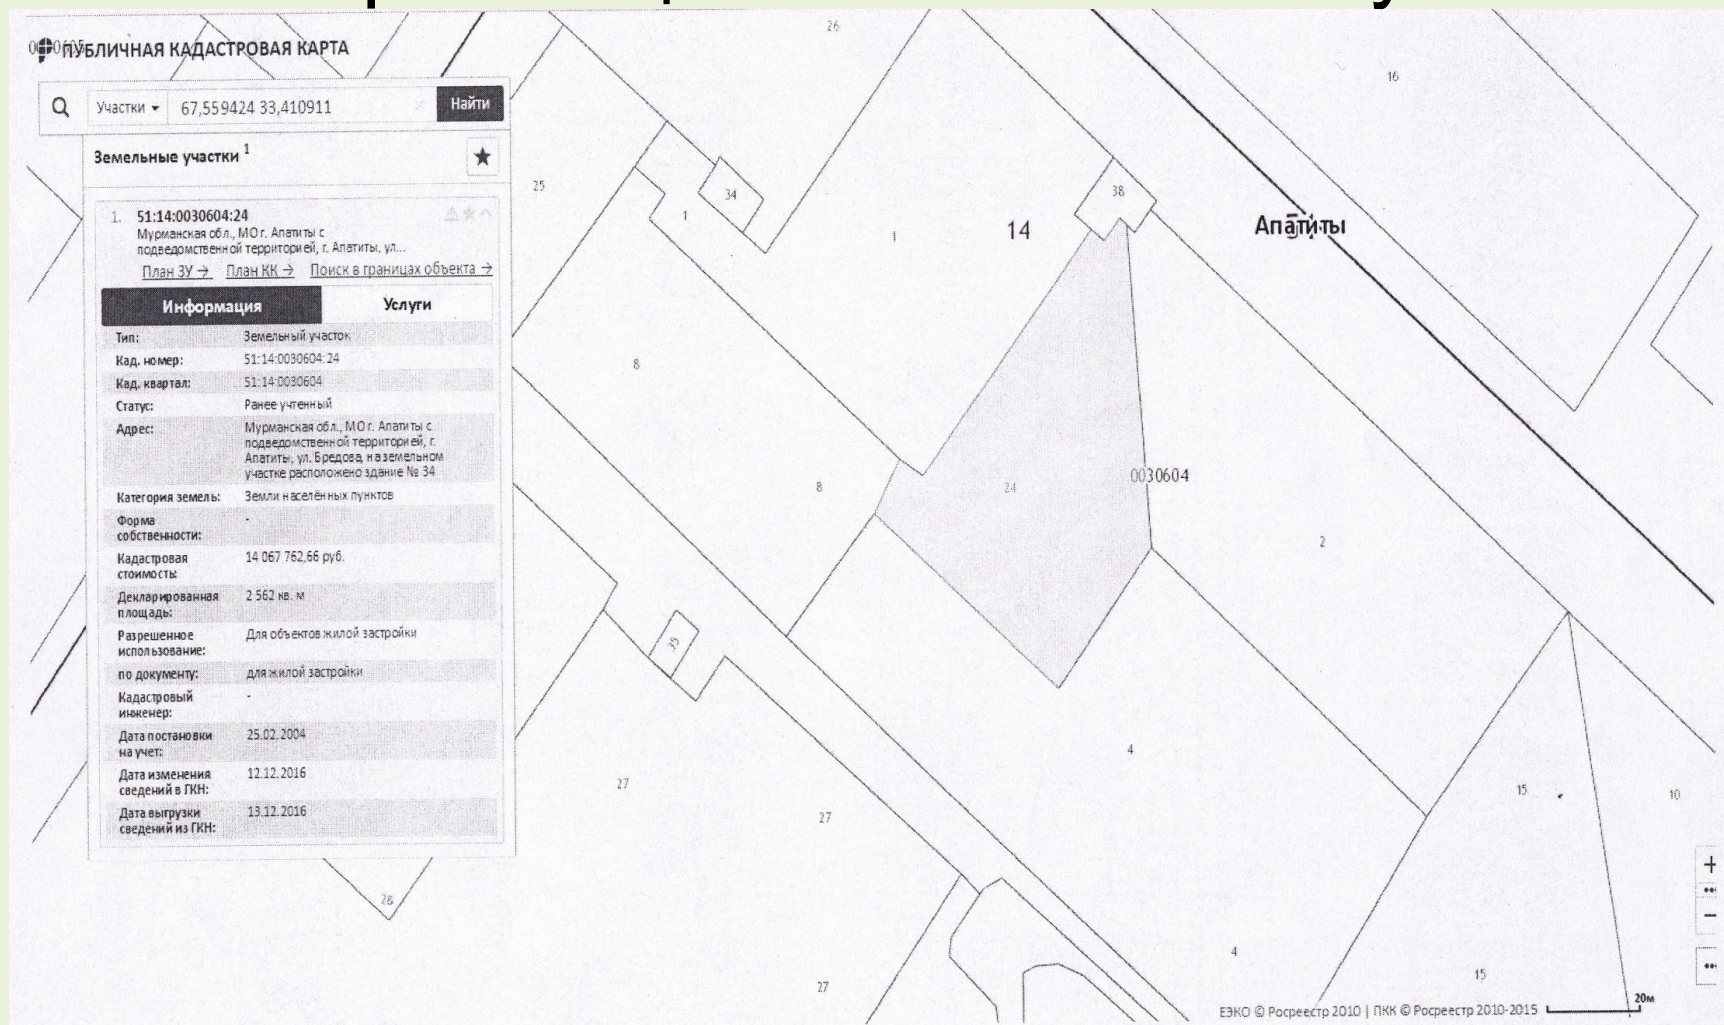 ПУБЛИЧНАЯ КАДАСТРОВАЯ КАРТА
Участки
67,559424 33,410911
Найти
Земельные участки 1
1. 51:14:0030604:24
Мурманская обл., МО г. Апатиты с
подведомственной территорией, г. Апатиты, ул...
План ЗУ → План КК → Поиск в границах объекта →
Информация
Услуги
Тип: Земельный участок
Кад. номер: 51:14:0030604:24
Кад. квартал: 51:14:0030604
Статус: Ранее учтенный
Адрес: Мурманская обл., МО г. Апатиты с
подведомственной территорией, г.
Апатиты, ул. Бредова, на земельном
участке расположено здание № 34
Категория земель: Земли населённых пунктов
Форма -
собственности:
Кадастровая 14 067 762,66 руб.
стоимость:
Декларированная 2 562 кв. м
площадь:
Разрешенное Для объектов жилой застройки
использование:
по документу: для жилой застройки
Кадастровый -
инженер:
Дата постановки 25.02.2004
на учет:
Дата изменения 12.12.2016
сведений в ГКН:
Дата выгрузки 13.12.2016
сведений из ГКН:
26
16
25
34
1
38
1
14
Апатиты
8
8
24
0030604
2
35
4
27
27
15
10
28
4
15
27
ЕЭКО © Росреестр 2010 | ПКК © Росреестр 2010-2015
20м